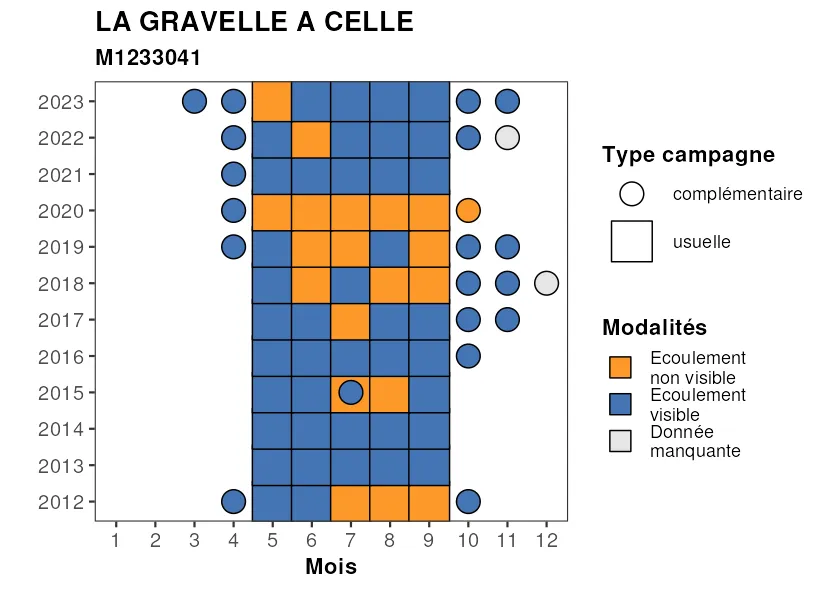 LA GRAVELLE A CELLE
M1233041
2023
2022
2021
2020
2019
2018
2017
2016
2015
2014
2013
2012
1 2 3 4 5 6 7 8 9 10 11 12
Mois
Type campagne
complémentaire
usuelle
Modalités
Ecoulement
non visible
Ecoulement
visible
Donnée
manquante